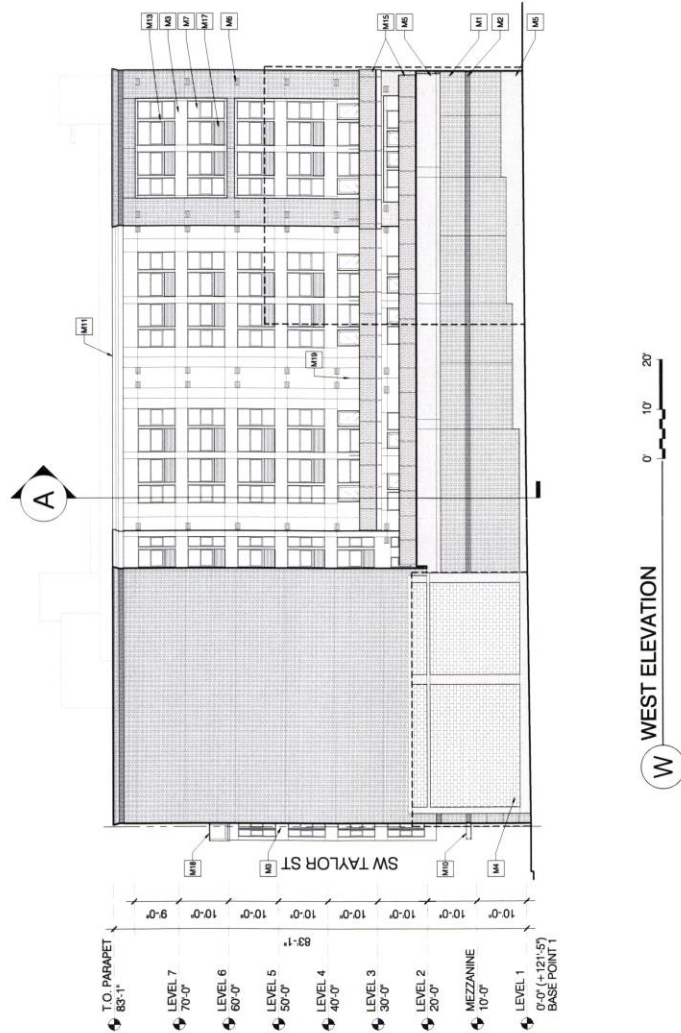 M13
M3
M7
M17
M6
M15
M5
M1
M2
M5
M11
A
M19
M18
M3
SW TAYLOR ST
M10
M4
T.O. PARAPET
83'-1"
LEVEL 7
70'-0"
LEVEL 6
60'-0"
LEVEL 5
50'-0"
LEVEL 4
40'-0"
LEVEL 3
30'-0"
LEVEL 2
20'-0"
MEZZANINE
10'-0"
LEVEL 1
0'-0" (+121'-5")
BASE POINT 1
83'-1"
9'-0"
10'-0"
10'-0"
10'-0"
10'-0"
10'-0"
10'-0"
10'-0"
W WEST ELEVATION
0' 10' 20'